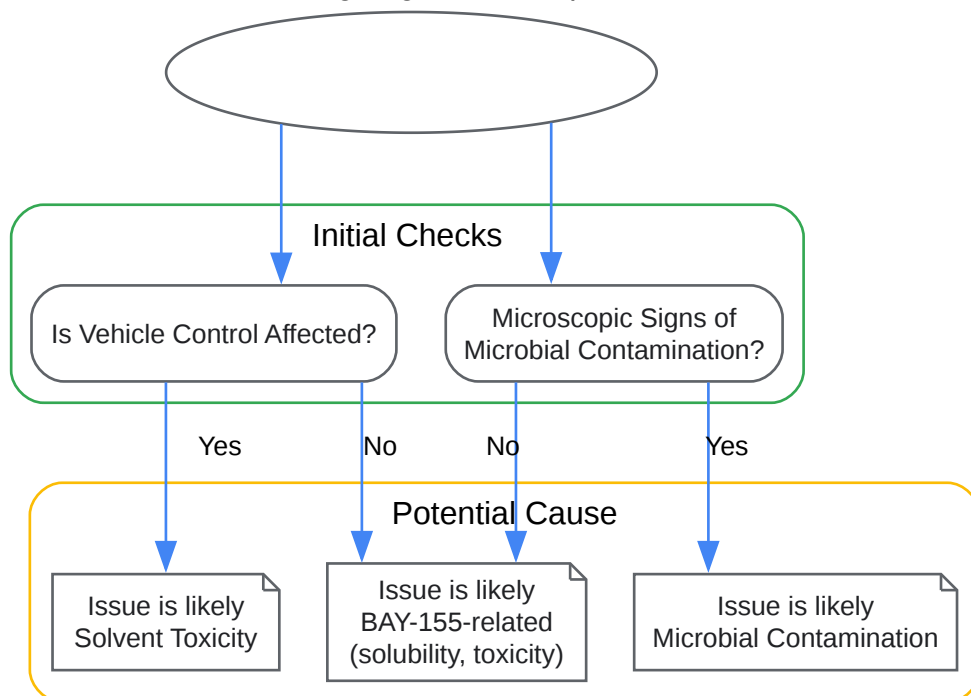 Initial Checks
Is Vehicle Control Affected?
Microscopic Signs of
Microbial Contamination?
Yes
No
No
Yes
Potential Cause
Issue is likely
Solvent Toxicity
Issue is likely
BAY-155-related
(solubility, toxicity)
Issue is likely
Microbial Contamination